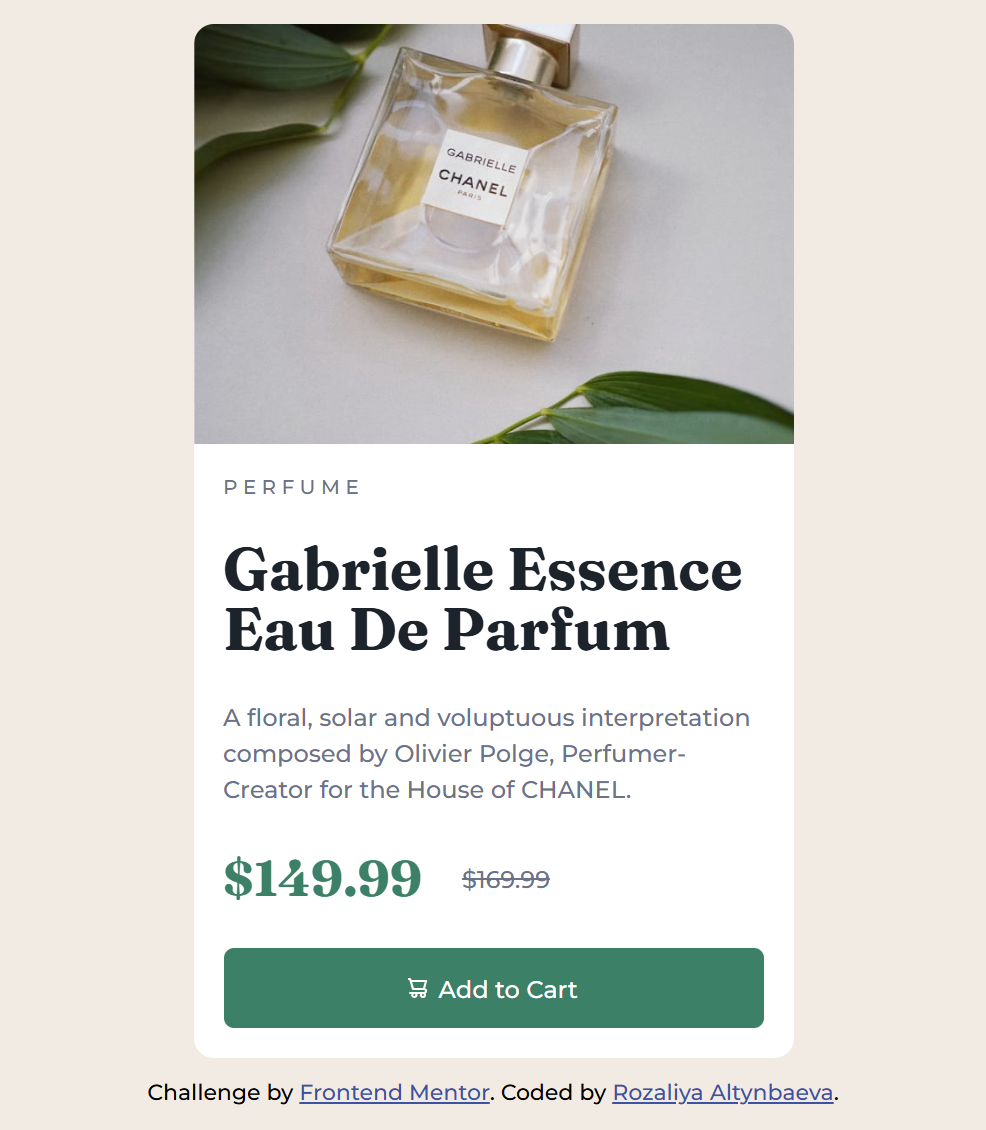 GABRIELLE
CHANEL
PARIS
PERFUME
Gabrielle Essence
Eau De Parfum
A floral, solar and voluptuous interpretation
composed by Olivier Polge, Perfumer-
Creator for the House of CHANEL.
$149.99 $169.99
Add to Cart
Challenge by Frontend Mentor. Coded by Rozaliya Altynbaeva.